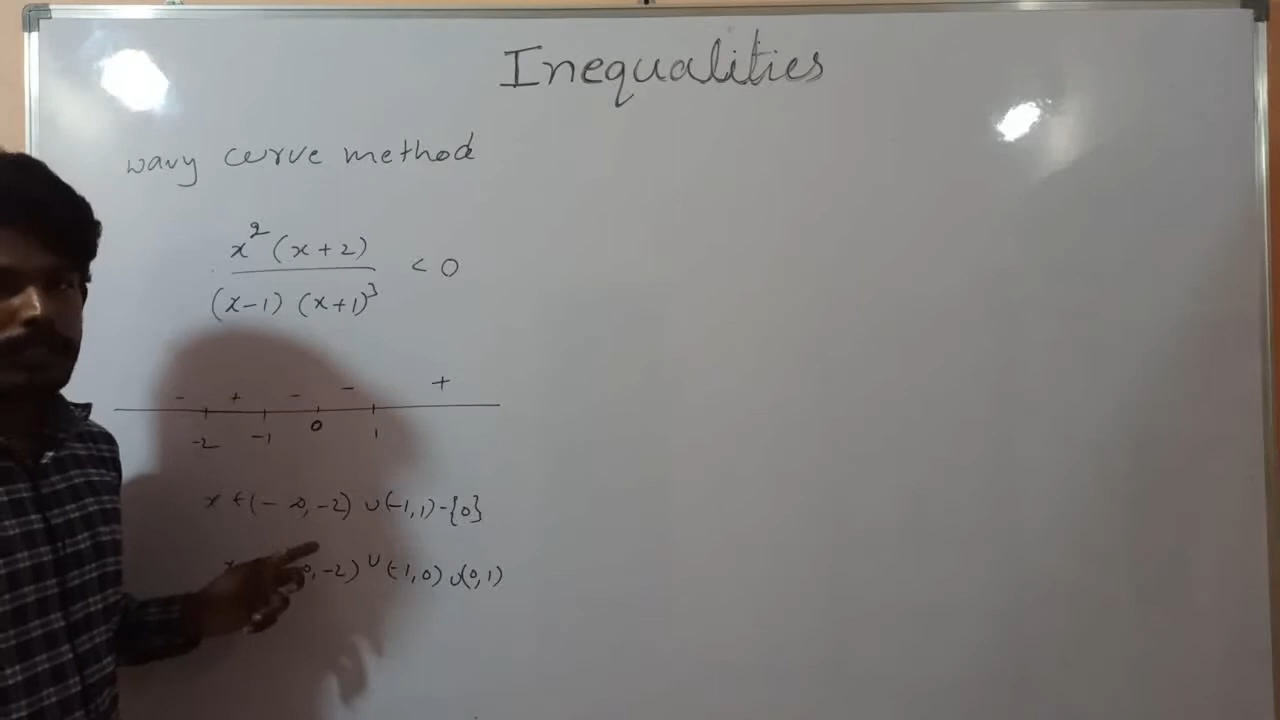 Inequalities
wavy curve method
x² (x+2)
(x-1) (x+1)³
< 0
- + - - +
-2 -1 0 1
x ∈ (-∞, -2) ∪ (-1, 1) - {0}
, -2) ∪ (-1, 0) ∪ (0, 1)